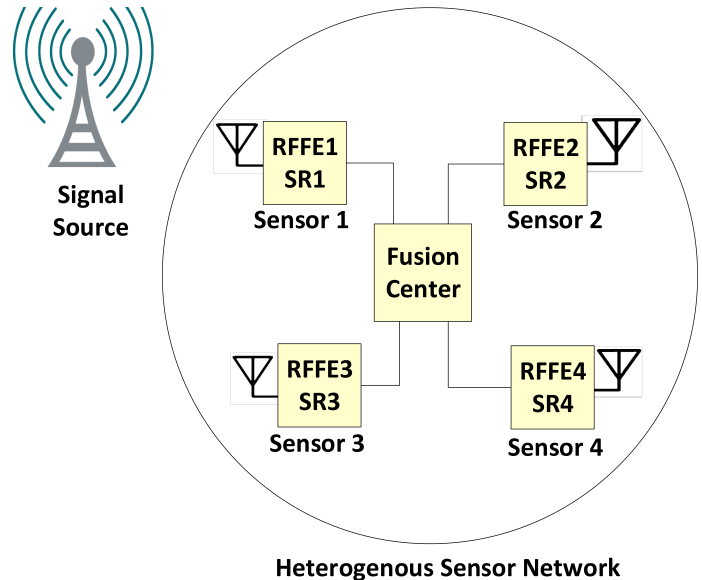 Signal
Source
RFFE1
SR1
Sensor 1
RFFE2
SR2
Sensor 2
Fusion
Center
RFFE3
SR3
Sensor 3
RFFE4
SR4
Sensor 4
Heterogenous Sensor Network